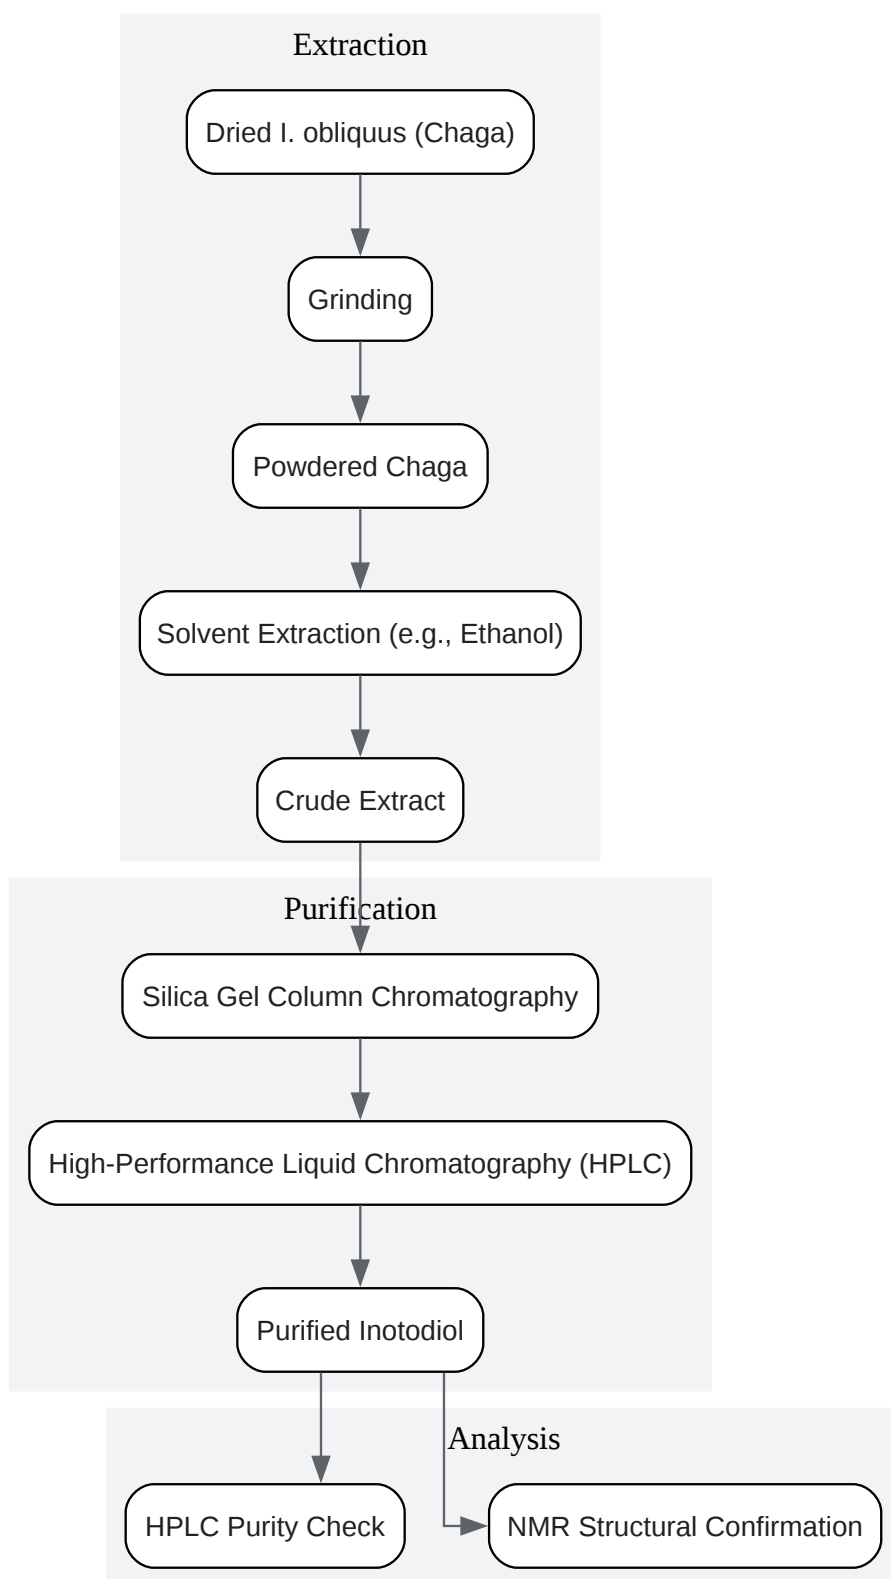 Extraction
Dried I. obliquus (Chaga)
Grinding
Powdered Chaga
Solvent Extraction (e.g., Ethanol)
Crude Extract
Purification
Silica Gel Column Chromatography
High-Performance Liquid Chromatography (HPLC)
Purified Inotodiol
Analysis
HPLC Purity Check
NMR Structural Confirmation